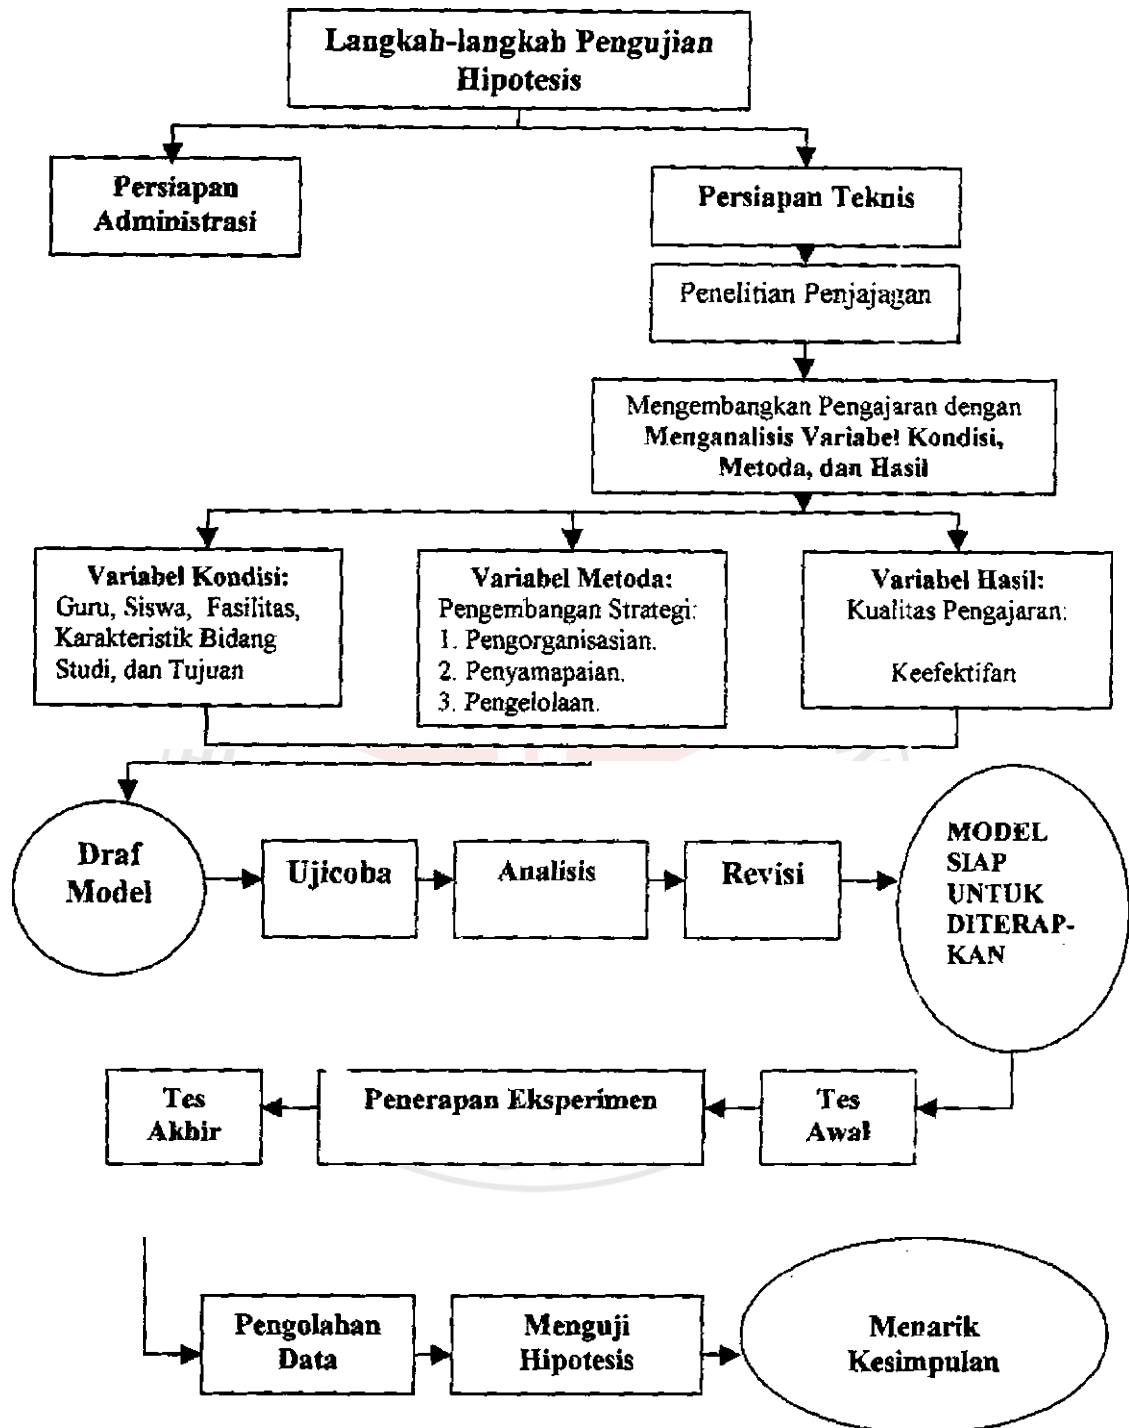 Langkah-langkah Pengujian
Hipotesis
Persiapan
Administrasi
Persiapan Teknis
Penelitian Penjajagan
Mengembangkan Pengajaran dengan
Menganalisis Variabel Kondisi,
Metoda, dan Hasil
Variabel Kondisi:
Guru, Siswa, Fasilitas,
Karakteristik Bidang
Studi, dan Tujuan
Variabel Metoda:
Pengembangan Strategi:
1. Pengorganisasian.
2. Penyamapaian.
3. Pengelolaan.
Variabel Hasil:
Kualitas Pengajaran:
Keefektifan
Draf
Model
Ujicoba
Analisis
Revisi
MODEL
SIAP
UNTUK
DITERAP-
KAN
Tes
Akhir
Penerapan Eksperimen
Tes
Awal
Pengolahan
Data
Menguji
Hipotesis
Menarik
Kesimpulan